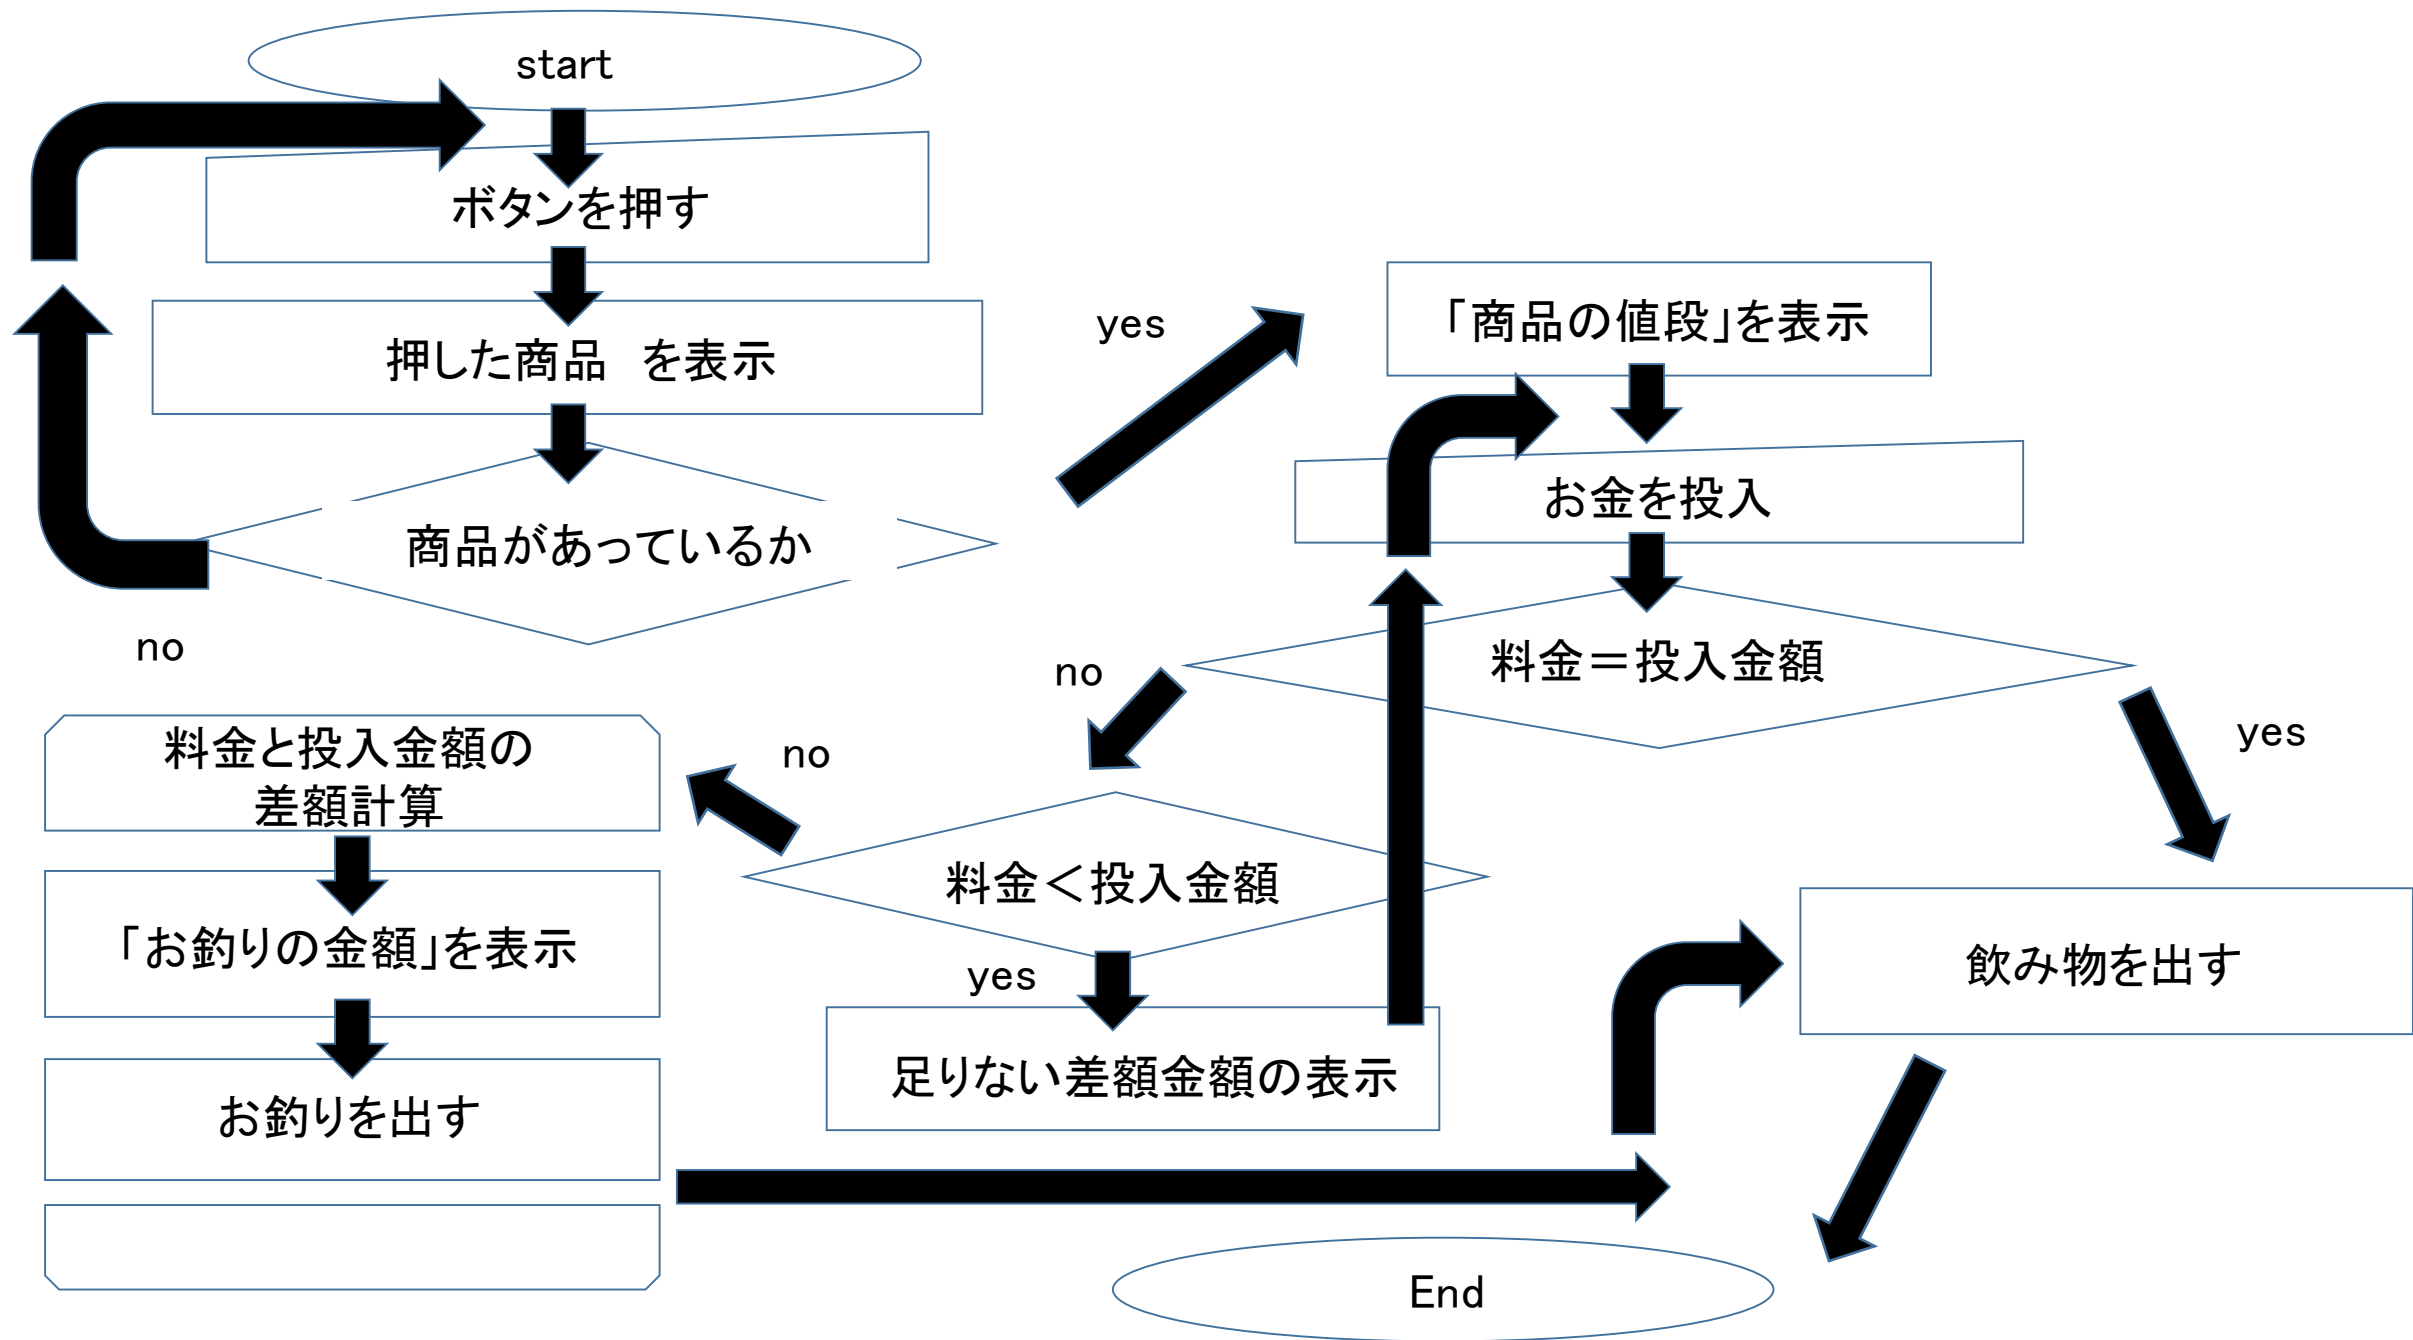 start
ボタンを押す
押した商品　を表示
商品があっているか
no
yes
「商品の値段」を表示
お金を投入
料金＝投入金額
yes
no
料金＜投入金額
no
yes
足りない差額金額の表示
料金と投入金額の
差額計算
「お釣りの金額」を表示
お釣りを出す
飲み物を出す
End